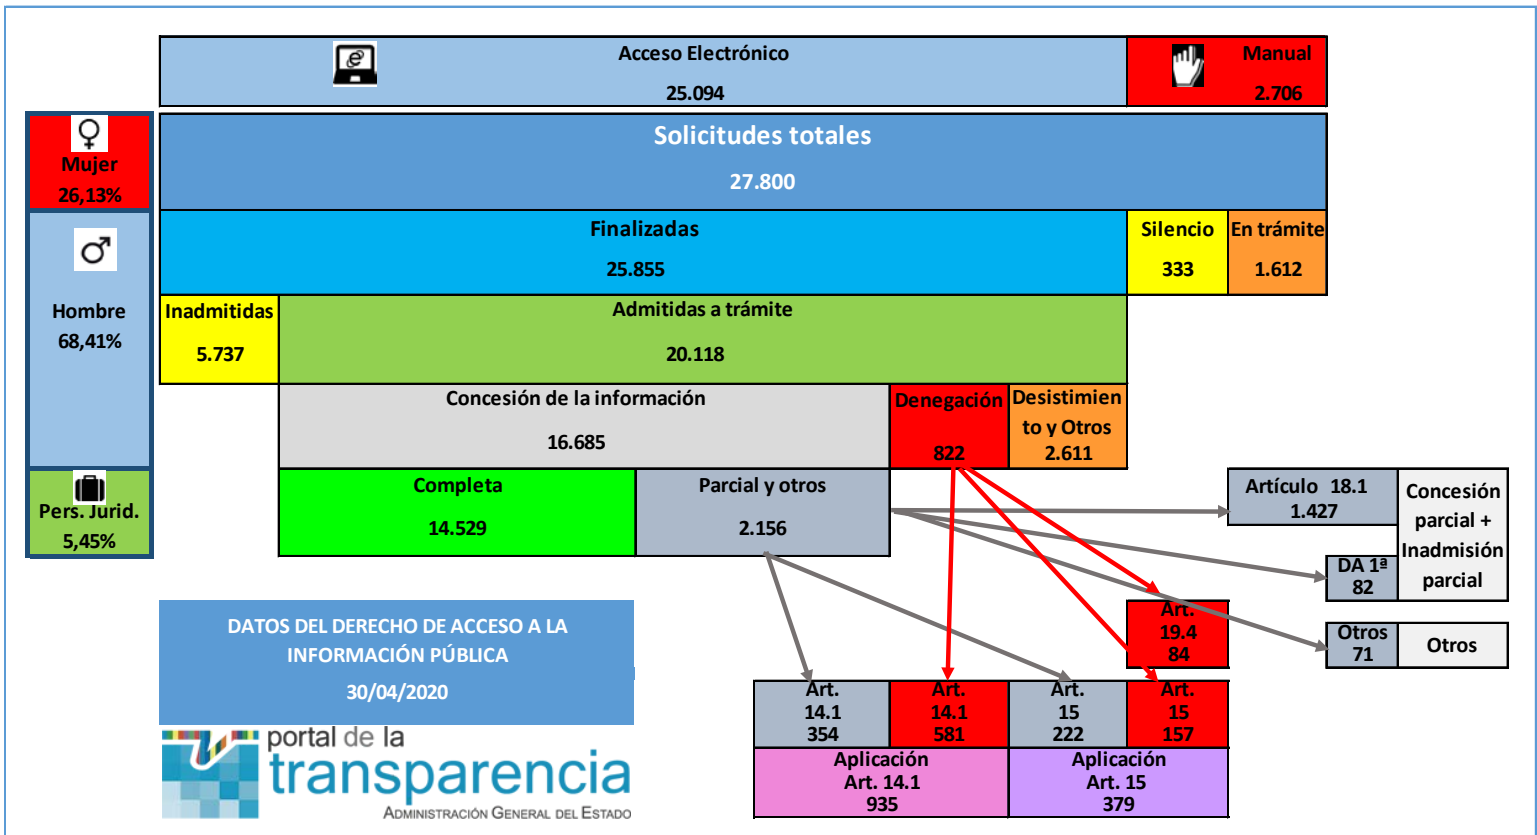 Acceso Electrónico
25.094
Manual
2.706
Mujer
26,13%
Solicitudes totales
27.800
Hombre
68,41%
Finalizadas
25.855
Silencio
333
En trámite
1.612
Inadmitidas
5.737
Admitidas a trámite
20.118
Concesión de la información
16.685
Denegación
822
Desistimien
to y Otros
2.611
Pers. Jurid.
5,45%
Completa
14.529
Parcial y otros
2.156
Artículo 18.1
1.427
Concesión
parcial +
Inadmisión
parcial
DA 1ª
82
Otros
71
Otros
Art.
19.4
84
DATOS DEL DERECHO DE ACCESO A LA
INFORMACIÓN PÚBLICA
30/04/2020
Art.
14.1
354
Art.
14.1
581
Art.
15
222
Art.
15
157
Aplicación
Art. 14.1
935
Aplicación
Art. 15
379
portal de la
transparencia
ADMINISTRACIÓN GENERAL DEL ESTADO